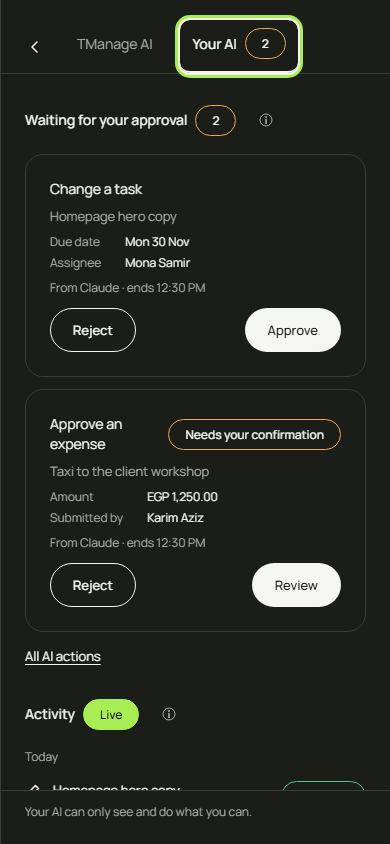 TManage AI
Your AI 2
Waiting for your approval 2
Change a task
Homepage hero copy
Due date Mon 30 Nov
Assignee Mona Samir
From Claude · ends 12:30 PM
Reject Approve
Approve an
expense
Needs your confirmation
Taxi to the client workshop
Amount EGP 1,250.00
Submitted by Karim Aziz
From Claude · ends 12:30 PM
Reject Review
All AI actions
Activity Live
Today
Homepage hero copy
Your AI can only see and do what you can.